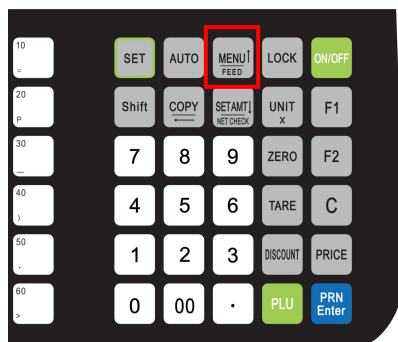 10
=
SET AUTO MENU↑ LOCK ON/OFF
FEED
20
P
Shift COPY SETAMT↓ UNIT F1
← NET CHECK X
30
—
7 8 9 ZERO F2
40
)
4 5 6 TARE C
50
.
1 2 3 DISCOUNT PRICE
60
>
0 00 · PLU PRN
Enter